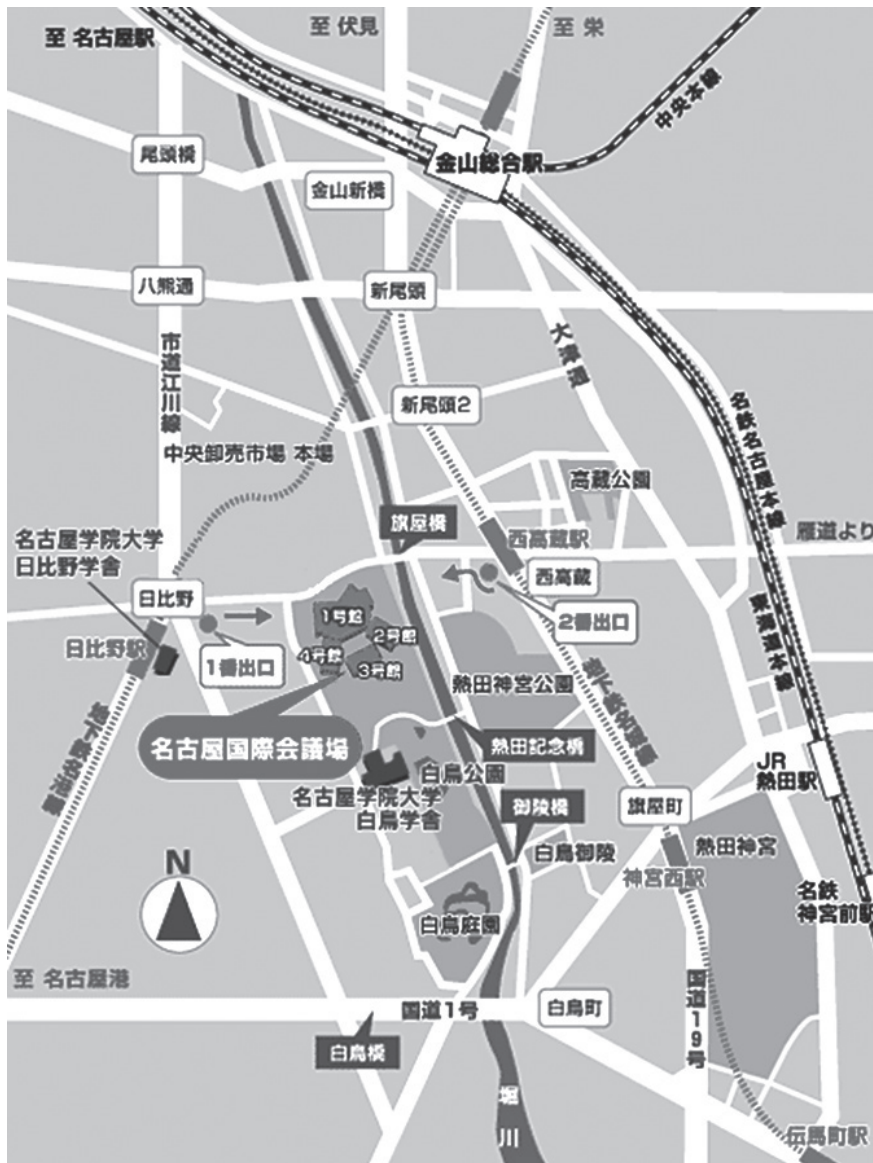 至 名古屋駅
至 伏見
至 栄
中央本線
尾頭橋
金山新橋
金山総合駅
八熊通
新尾頭
市道江川線
大津通
新尾頭2
名鉄名古屋本線
中央卸売市場 本場
高蔵公園
旗屋橋
西高蔵駅
雁道より
名古屋学院大学
日比野学舎
日比野
西高蔵
2番出口
東海道本線
1号館
2号館
4号館
3号館
日比野駅
1番出口
熱田神宮公園
名古屋国際会議場
熱田記念橋
白鳥公園
JR
熱田駅
名古屋学院大学
白鳥学舎
御陵橋
旗屋町
白鳥御陵
熱田神宮
神宮西駅
N
名鉄
神宮前駅
白鳥庭園
至 名古屋港
国道1号
白鳥町
国道19号
白鳥橋
堀川
伝馬町駅